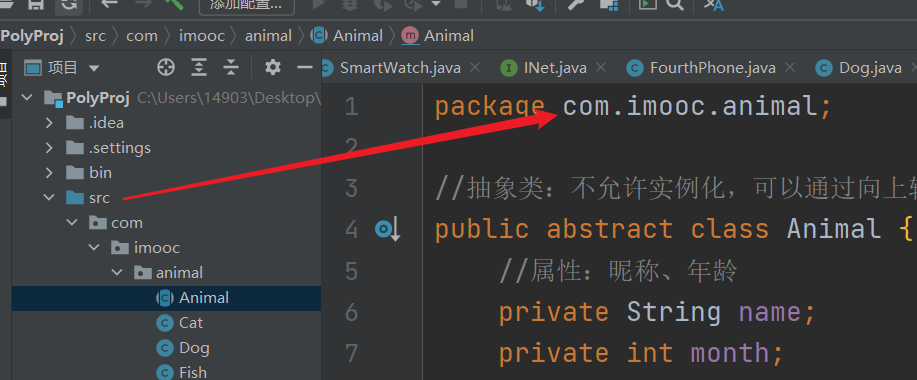 添加配置...
PolyProj src com imooc animal Animal Animal
项目
SmartWatch.java INet.java FourthPhone.java Dog.java
PolyProj C:\Users\14903\Desktop\
.idea
.settings
bin
src
com
imooc
animal
Animal
Cat
Dog
Fish
1 package com.imooc.animal;
2
3 //抽象类：不允许实例化，可以通过向上转
4 public abstract class Animal {
5 //属性：昵称、年龄
6 private String name;
7 private int month;